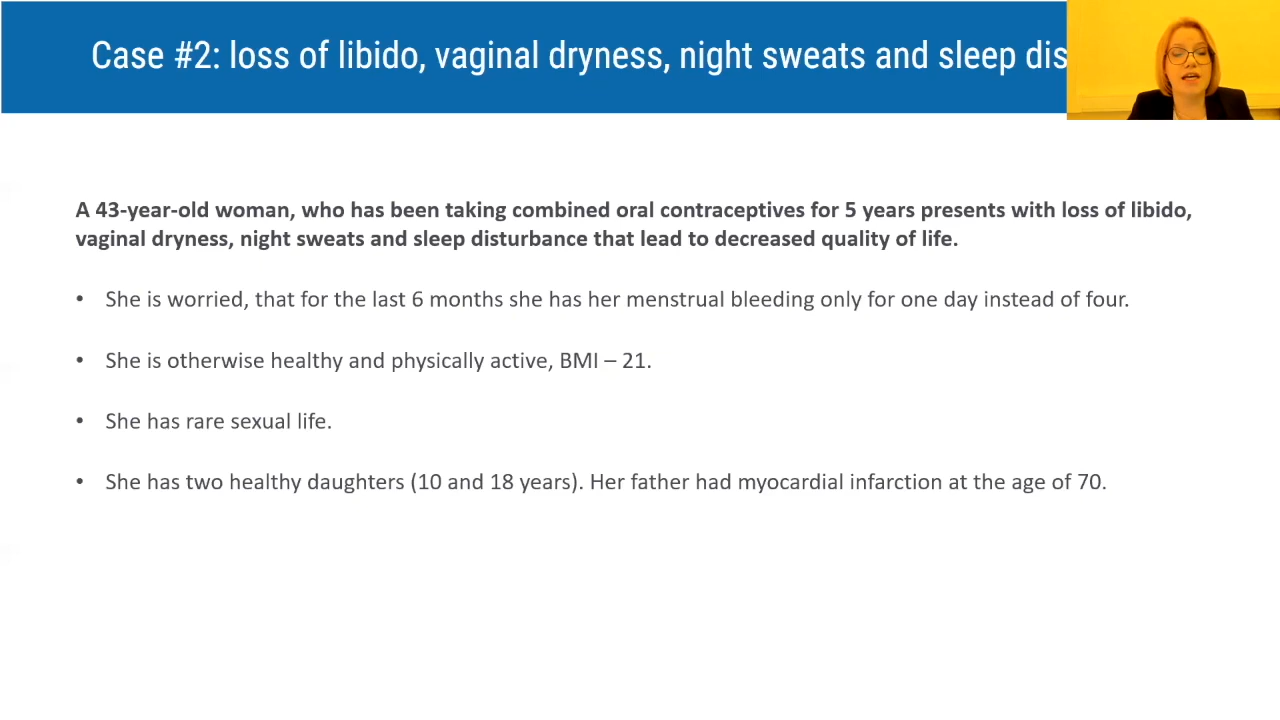 Case #2: loss of libido, vaginal dryness, night sweats and sleep dis
A 43-year-old woman, who has been taking combined oral contraceptives for 5 years presents with loss of libido,
vaginal dryness, night sweats and sleep disturbance that lead to decreased quality of life.
• She is worried, that for the last 6 months she has her menstrual bleeding only for one day instead of four.
• She is otherwise healthy and physically active, BMI – 21.
• She has rare sexual life.
• She has two healthy daughters (10 and 18 years). Her father had myocardial infarction at the age of 70.